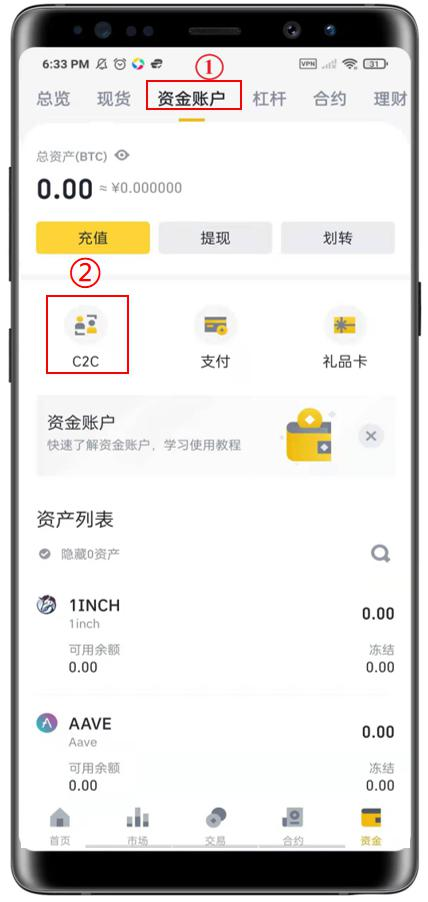 6:33 PM
VPN
31
①
总览 现货 资金账户 杠杆 合约 理财
总资产(BTC)
0.00 ≈ ¥0.000000
充值 提现 划转
②
C2C 支付 礼品卡
资金账户
快速了解资金账户，学习使用教程
资产列表
隐藏0资产
1INCH
1inch
0.00
可用余额 冻结
0.00 0.00
AAVE
Aave
0.00
可用余额 冻结
0.00 0.00
首页 市场 交易 合约 资金